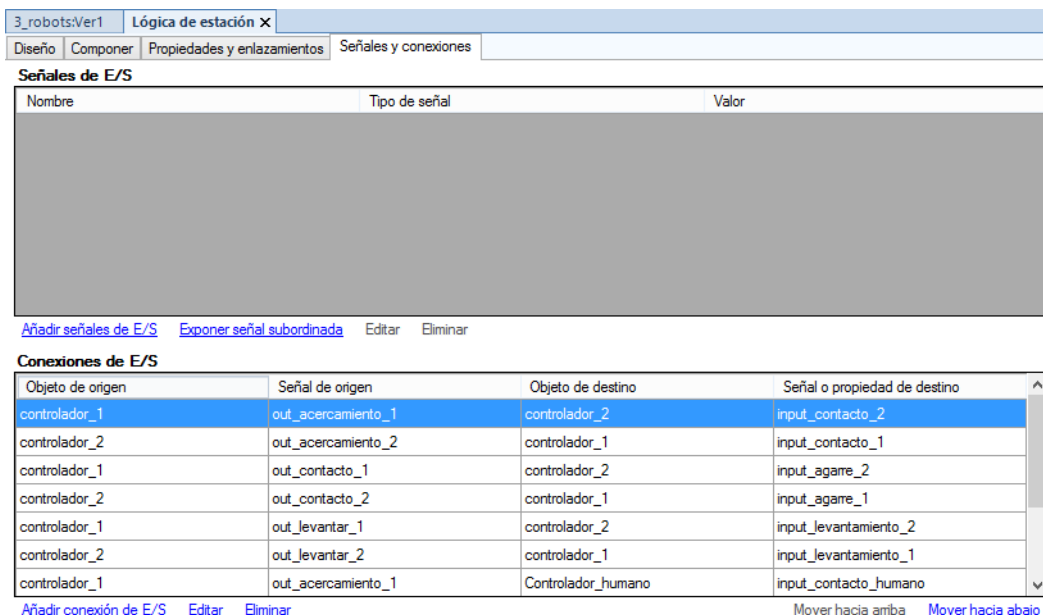 3_robots:Ver1 Lógica de estación X
Diseño Componer Propiedades y enlazamientos Señales y conexiones
Señales de E/S
Nombre Tipo de señal Valor
Añadir señales de E/S Exponer señal subordinada Editar Eliminar
Conexiones de E/S
Objeto de origen Señal de origen Objeto de destino Señal o propiedad de destino
controlador_1 out_acercamiento_1 controlador_2 input_contacto_2
controlador_2 out_acercamiento_2 controlador_1 input_contacto_1
controlador_1 out_contacto_1 controlador_2 input_agarre_2
controlador_2 out_contacto_2 controlador_1 input_agarre_1
controlador_1 out_levantar_1 controlador_2 input_levantamiento_2
controlador_2 out_levantar_2 controlador_1 input_levantamiento_1
controlador_1 out_acercamiento_1 Controlador_humano input_contacto_humano
Añadir conexión de E/S Editar Eliminar Mover hacia arriba Mover hacia abajo